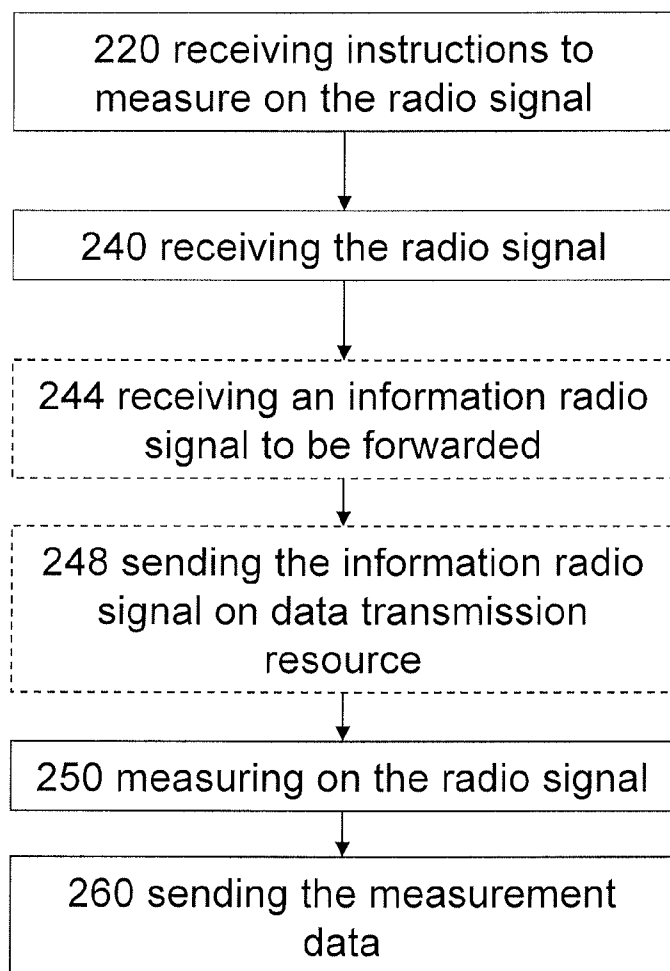 220 receiving instructions to
measure on the radio signal
240 receiving the radio signal
244 receiving an information radio
signal to be forwarded
248 sending the information radio
signal on data transmission
resource
250 measuring on the radio signal
260 sending the measurement
data